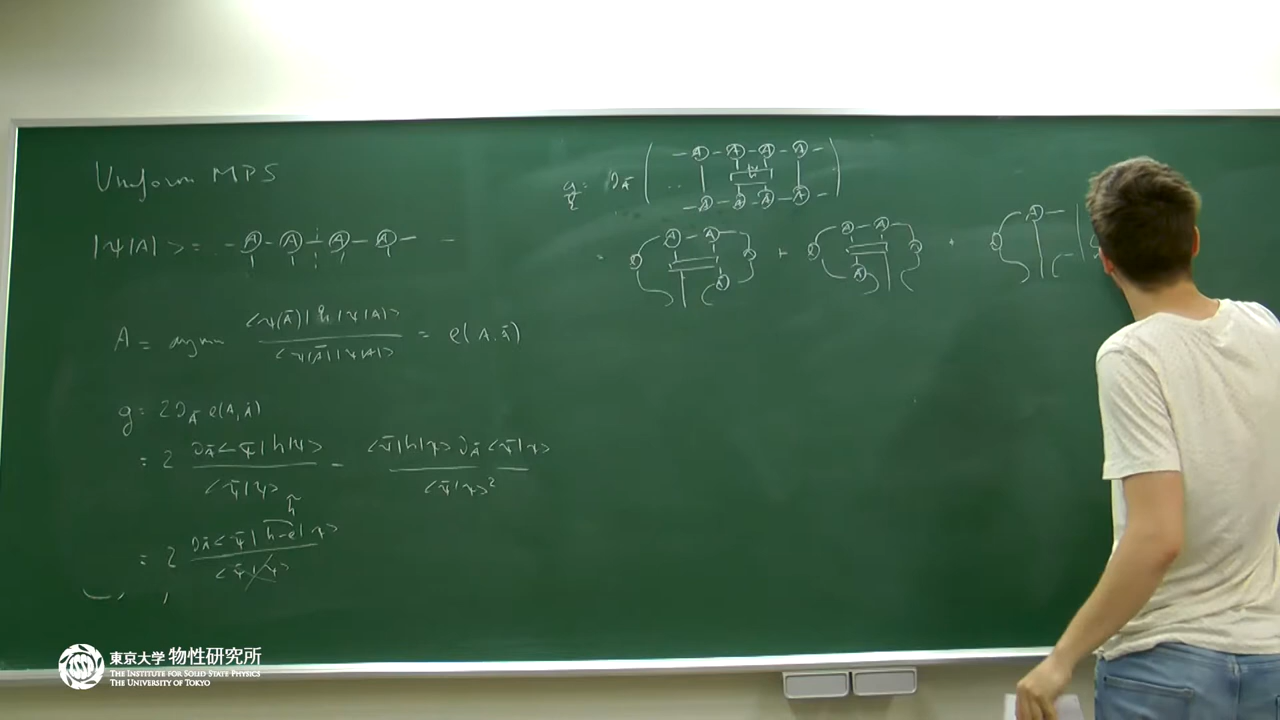 Uniform MPS
|ψ(A)> = - A - A - A - A - -
A = argmin <ψ(Ā)|h|ψ(A)> / <ψ(Ā)|ψ(A)> = e(A,Ā)
g = 2∂_Ā e(A,Ā)
= 2 ∂_Ā<ψ̄|h|ψ> / <ψ̄|ψ> - <ψ̄|h|ψ> ∂_Ā<ψ̄|ψ> / <ψ̄|ψ>²
h̃
= 2 ∂_Ā<ψ̄|h-e|ψ> / <ψ̄|ψ>
g/2 = ∂_Ā ( - A - A - A - A -
.. h
- A - A - A - A - )
= A A + A A + A
東京大学 物性研究所
THE INSTITUTE FOR SOLID STATE PHYSICS
THE UNIVERSITY OF TOKYO